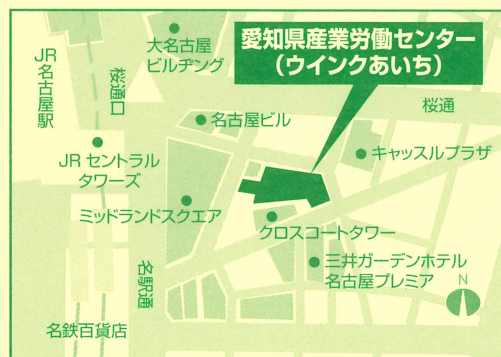 愛知県産業労働センター
（ウインクあいち）
大名古屋
ビルヂング
JR
名古屋駅
桜通口
桜通
名古屋ビル
キャッスルプラザ
JR セントラル
タワーズ
ミッドランドスクエア
クロスコートタワー
三井ガーデンホテル
名古屋プレミア
名駅通
N
名鉄百貨店